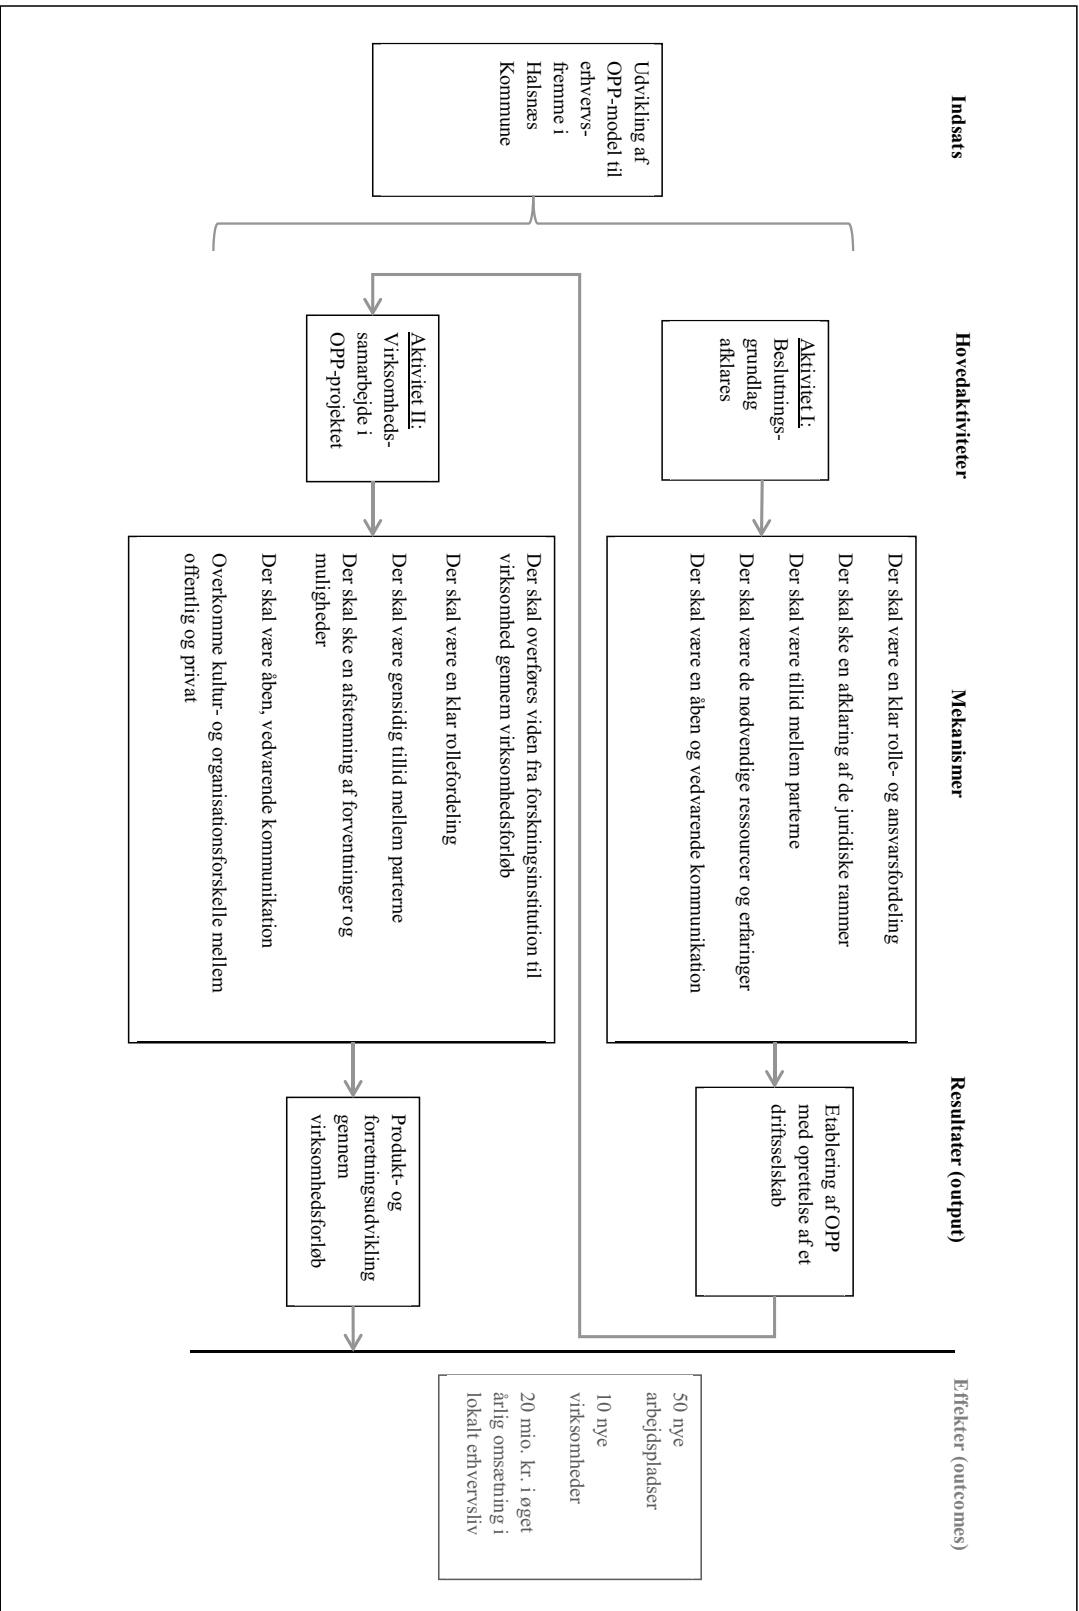 Indsats
Hovedaktiviteter
Mekanismer
Resultater (output)
Effekter (outcomes)
Udvikling af
OPP-model til
erhvervs-
fremme i
Halsnæs
Kommune
Aktivitet I:
Beslutnings-
grundlag
afklares
Der skal være en klar rolle- og ansvarsfordeling
Der skal ske en afklaring af de juridiske rammer
Der skal være tillid mellem parterne
Der skal være de nødvendige ressourcer og erfaringer
Der skal være en åben og vedvarende kommunikation
Etablering af OPP
med oprettelse af et
driftsselskab
Aktivitet II:
Virksomheds-
samarbejde i
OPP-projektet
Der skal overføres viden fra forskningsinstitution til
virksomhed gennem virksomhedsforløb
Der skal være en klar rollefordeling
Der skal være gensidig tillid mellem parterne
Der skal ske en afstemning af forventninger og
muligheder
Der skal være åben, vedvarende kommunikation
Overkomme kultur- og organisationsforskelle mellem
offentlig og privat
Produkt- og
forretningsudvikling
gennem
virksomhedsforløb
50 nye
arbejdspladser
10 nye
virksomheder
20 mio. kr. i øget
årlig omsætning i
lokalt erhvervsliv